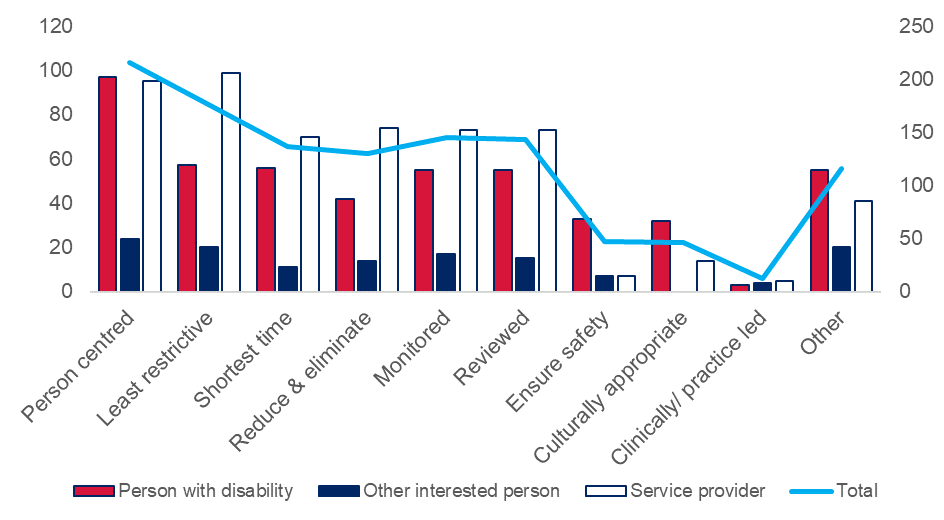 120
100
80
60
40
20
0
250
200
150
100
50
0
Person centred
Least restrictive
Shortest time
Reduce & eliminate
Monitored
Reviewed
Ensure safety
Culturally appropriate
Clinically/ practice led
Other
Person with disability
Other interested person
Service provider
Total